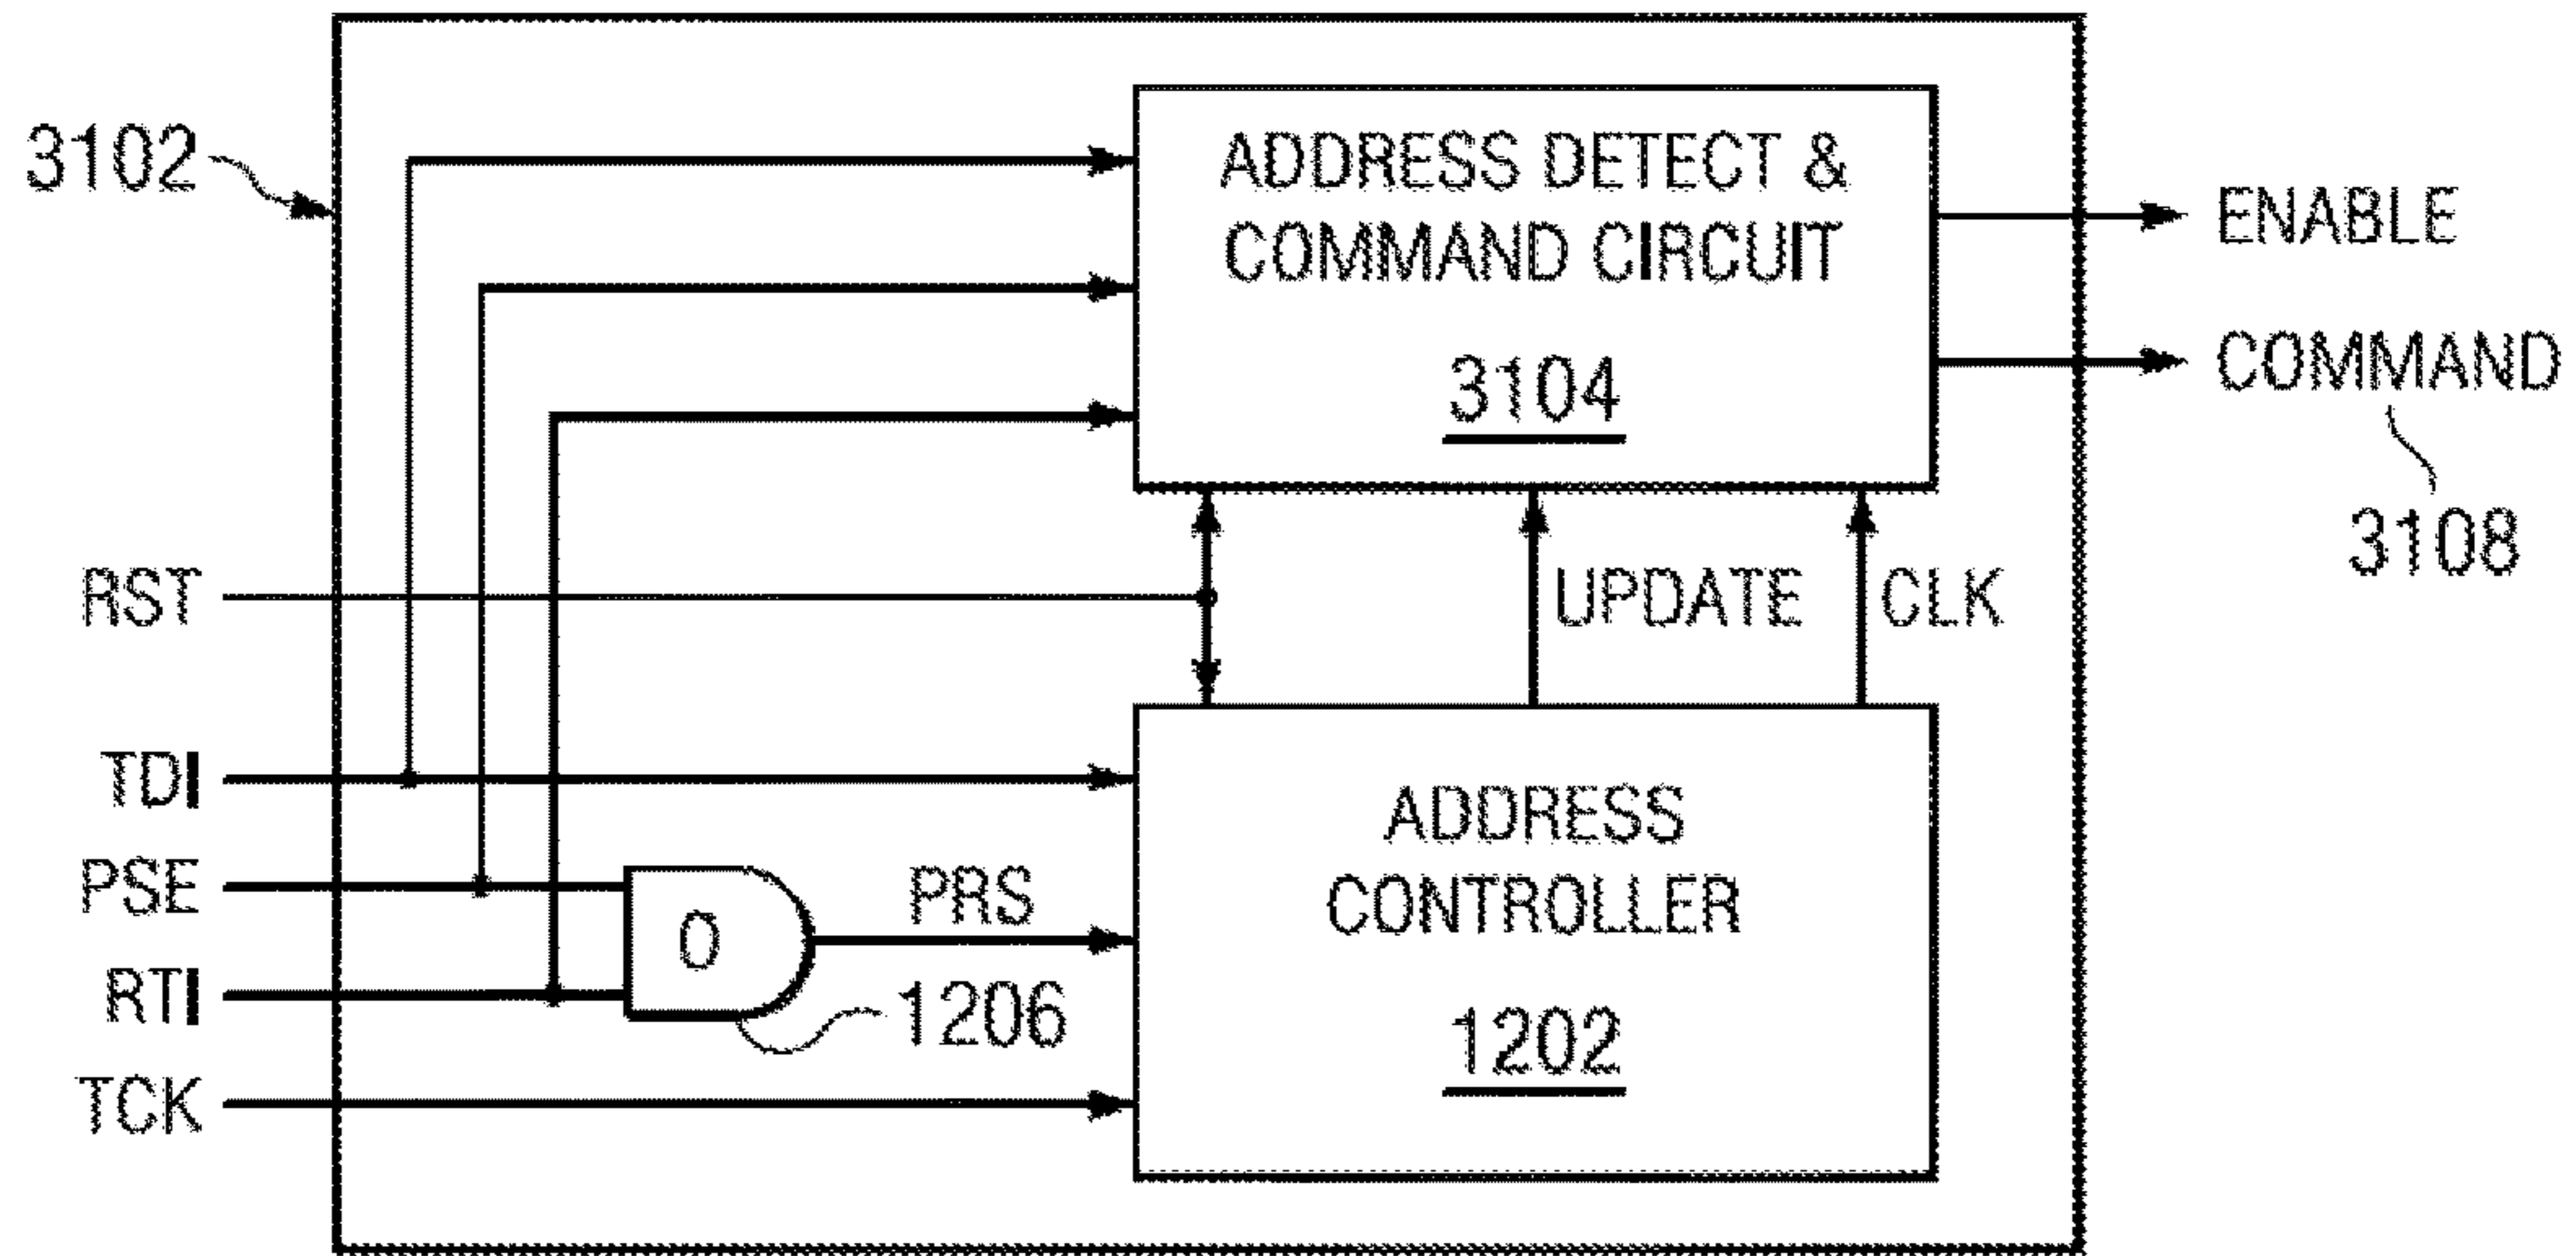 3102
ADDRESS DETECT &
COMMAND CIRCUIT
3104
ENABLE
COMMAND
3108
RST
UPDATE
CLK
TDI
PSE
RTI
TCK
O
PRS
1206
ADDRESS
CONTROLLER
1202